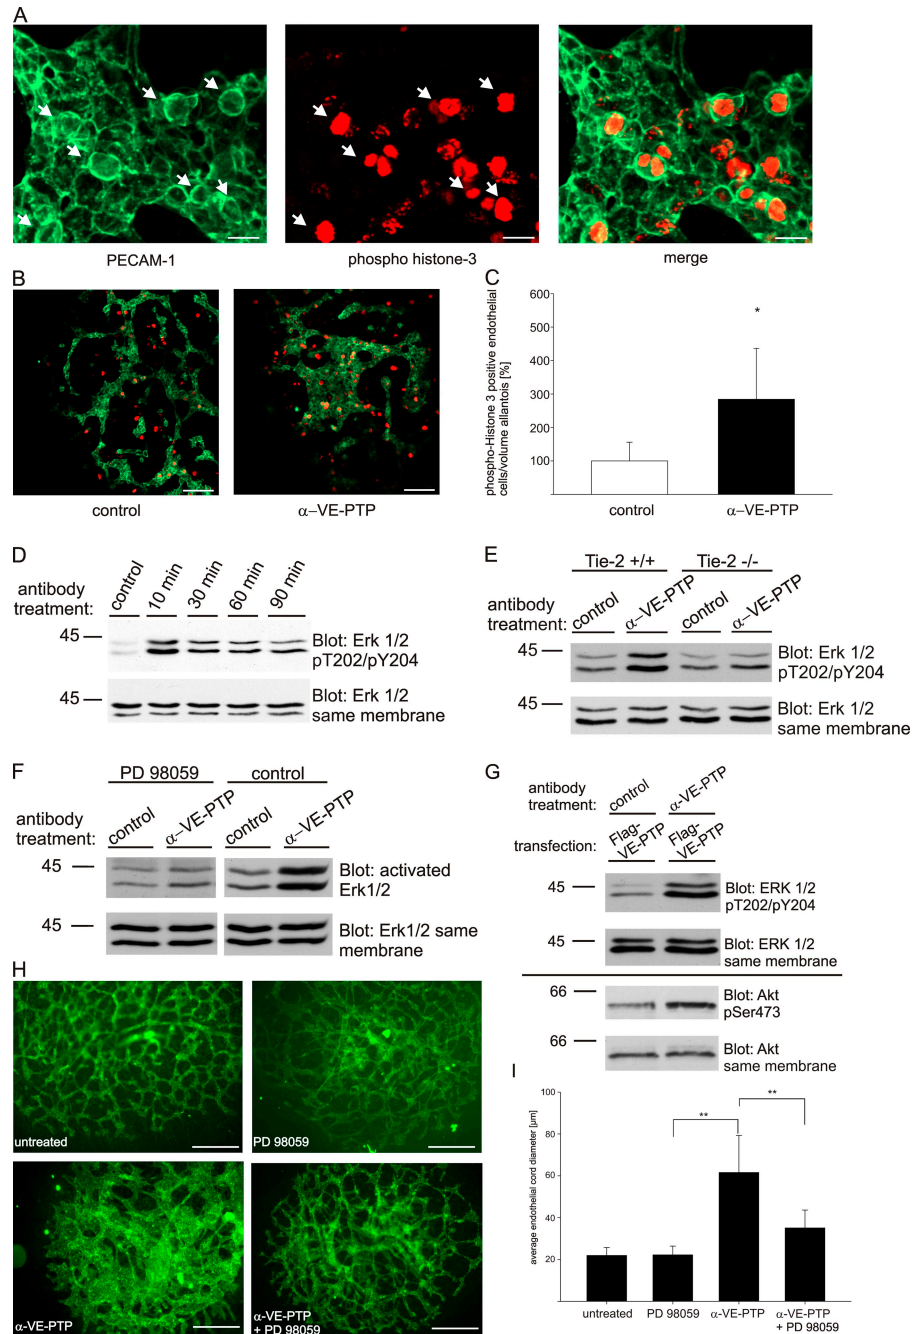 A
PECAM-1
phospho histone-3
merge
B
control
α–VE-PTP
C
phospho-Histone 3 positive endothelial
cells/volume allantois [%]
600
500
400
300
200
100
*
control
α–VE-PTP
D
antibody
treatment:
control
10 min
30 min
60 min
90 min
45
Blot: Erk 1/2
pT202/pY204
45
Blot: Erk 1/2
same membrane
E
Tie-2 +/+
Tie-2 -/-
antibody
treatment:
control
α–VE-PTP
control
α–VE-PTP
45
Blot: Erk 1/2
pT202/pY204
45
Blot: Erk 1/2
same membrane
F
PD 98059
control
antibody
treatment:
control
α–VE-PTP
control
α–VE-PTP
45
Blot: activated
Erk1/2
45
Blot: Erk1/2 same
membrane
G
antibody
treatment:
control
α-VE-PTP
transfection:
Flag-
VE-PTP
Flag-
VE-PTP
45
Blot: ERK 1/2
pT202/pY204
45
Blot: ERK 1/2
same membrane
66
Blot: Akt
pSer473
66
Blot: Akt
same membrane
H
untreated
PD 98059
α-VE-PTP
α-VE-PTP
+ PD 98059
I
average endothelial cord diameter [µm]
100
80
60
40
20
**
**
untreated
PD 98059
α-VE-PTP
α-VE-PTP
+ PD 98059